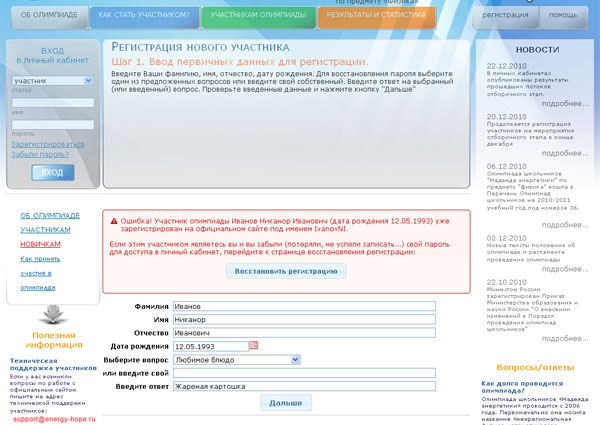 по предмету «Физика»
ОБ ОЛИМПИАДЕ
КАК СТАТЬ УЧАСТНИКОМ?
УЧАСТНИКАМ ОЛИМПИАДЫ
РЕЗУЛЬТАТЫ И СТАТИСТИКА
регистрация
помощь
ВХОД
в личный кабинет
участник
статус
имя
пароль
Зарегистрироваться
Забыли пароль?
ВХОД
Регистрация нового участника
Шаг 1. Ввод первичных данных для регистрации.
Введите Ваши фамилию, имя, отчество, дату рождения. Для восстановления пароля выберите
один из предложенных вопросов или введите свой собственный. Введите ответ на выбранный
(или введенный) вопрос. Проверьте введенные данные и нажмите кнопку "Дальше"
НОВОСТИ
22.12.2010
В личных кабинетах
опубликованы результаты
прошедших потоков
отборочного этап.
подробнее...
20.12.2010
Продолжается регистрация
участников на мероприятия
отборочного этапа в конце
декабря
подробнее...
06.12.2010
Олимпиада школьников
"Надежда энергетики" по
предмету "физика" вошла в
Перечень Олимпиад
школьников на 2010-2011
учебный год под номером 36.
подробнее...
02.12.2010
Новые тексты положения об
олимпиаде и регламента
проведения олимпиады
подробнее...
22.10.2010
Минюстом России
зарегистрирован Приказ
Министерства образования и
науки России "О внесении
изменений в Порядок
проведения олимпиад
школьников"
подробнее...
ОБ ОЛИМПИАДЕ
УЧАСТНИКАМ
НОВИЧКАМ
Как принять
участие в
олимпиаде
Ошибка! Участник олимпиады Иванов Никанор Иванович (дата рождения 12.05.1993) уже
зарегистрирован на официальном сайте под именем IvanovNI.
Если этим участником являетесь вы и вы забыли (потеряли, не успели записать...) свой пароль
для доступа в личный кабинет, перейдите к странице восстановления регистрации:
Восстановить регистрацию
Фамилия Иванов
Имя Никанор
Отчество Иванович
Дата рождения 12.05.1993
Выберите вопрос Любимое блюдо
или введите свой
Введите ответ Жареная картошка
Дальше
Полезная
информация
Техническая
поддержка участников
Если у вас возникли
вопросы по работе с
официальным сайтом
пишите на адрес
технической поддержки
участников:
support@energy-hope.ru
Вопросы/ответы
Как долго проводится
олимпиада?
Олимпиада школьников «Надежда
энергетики» проводится с 2006
года. Первоначально она носила
название «межрегиональная